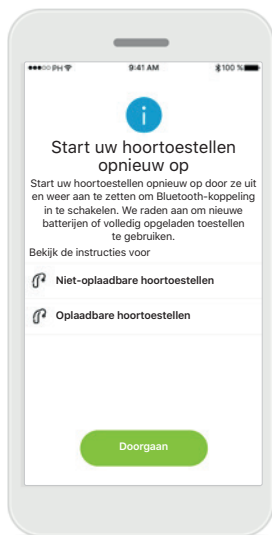 PH 9:41 AM 100 %
i
Start uw hoortoestellen
opnieuw op
Start uw hoortoestellen opnieuw op door ze uit
en weer aan te zetten om Bluetooth-koppeling
in te schakelen. We raden aan om nieuwe
batterijen of volledig opgeladen toestellen
te gebruiken.
Bekijk de instructies voor
Niet-oplaadbare hoortoestellen
Oplaadbare hoortoestellen
Doorgaan